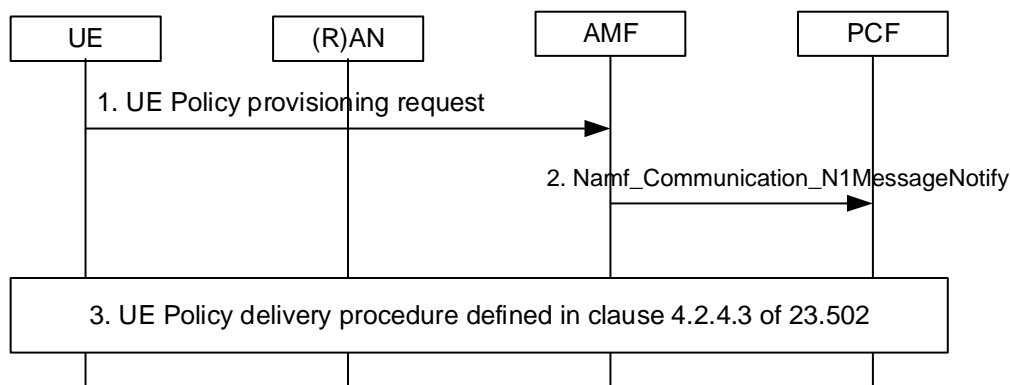 UE
(R)AN
AMF
PCF
1. UE Policy provisioning request
2. Namf_Communication_N1MessageNotify
3. UE Policy delivery procedure defined in clause 4.2.4.3 of 23.502